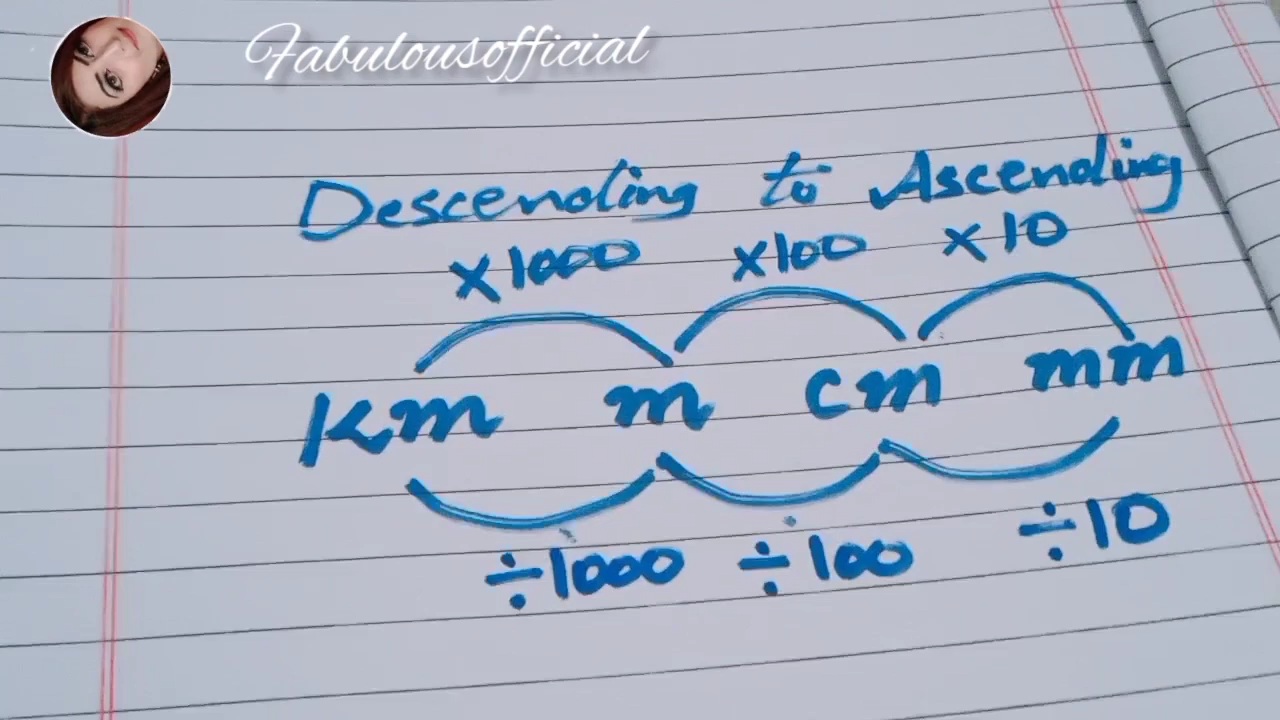 Fabulousofficial
Descending to Ascending
×1000 ×100 ×10
Km m cm mm
÷1000 ÷100 ÷10